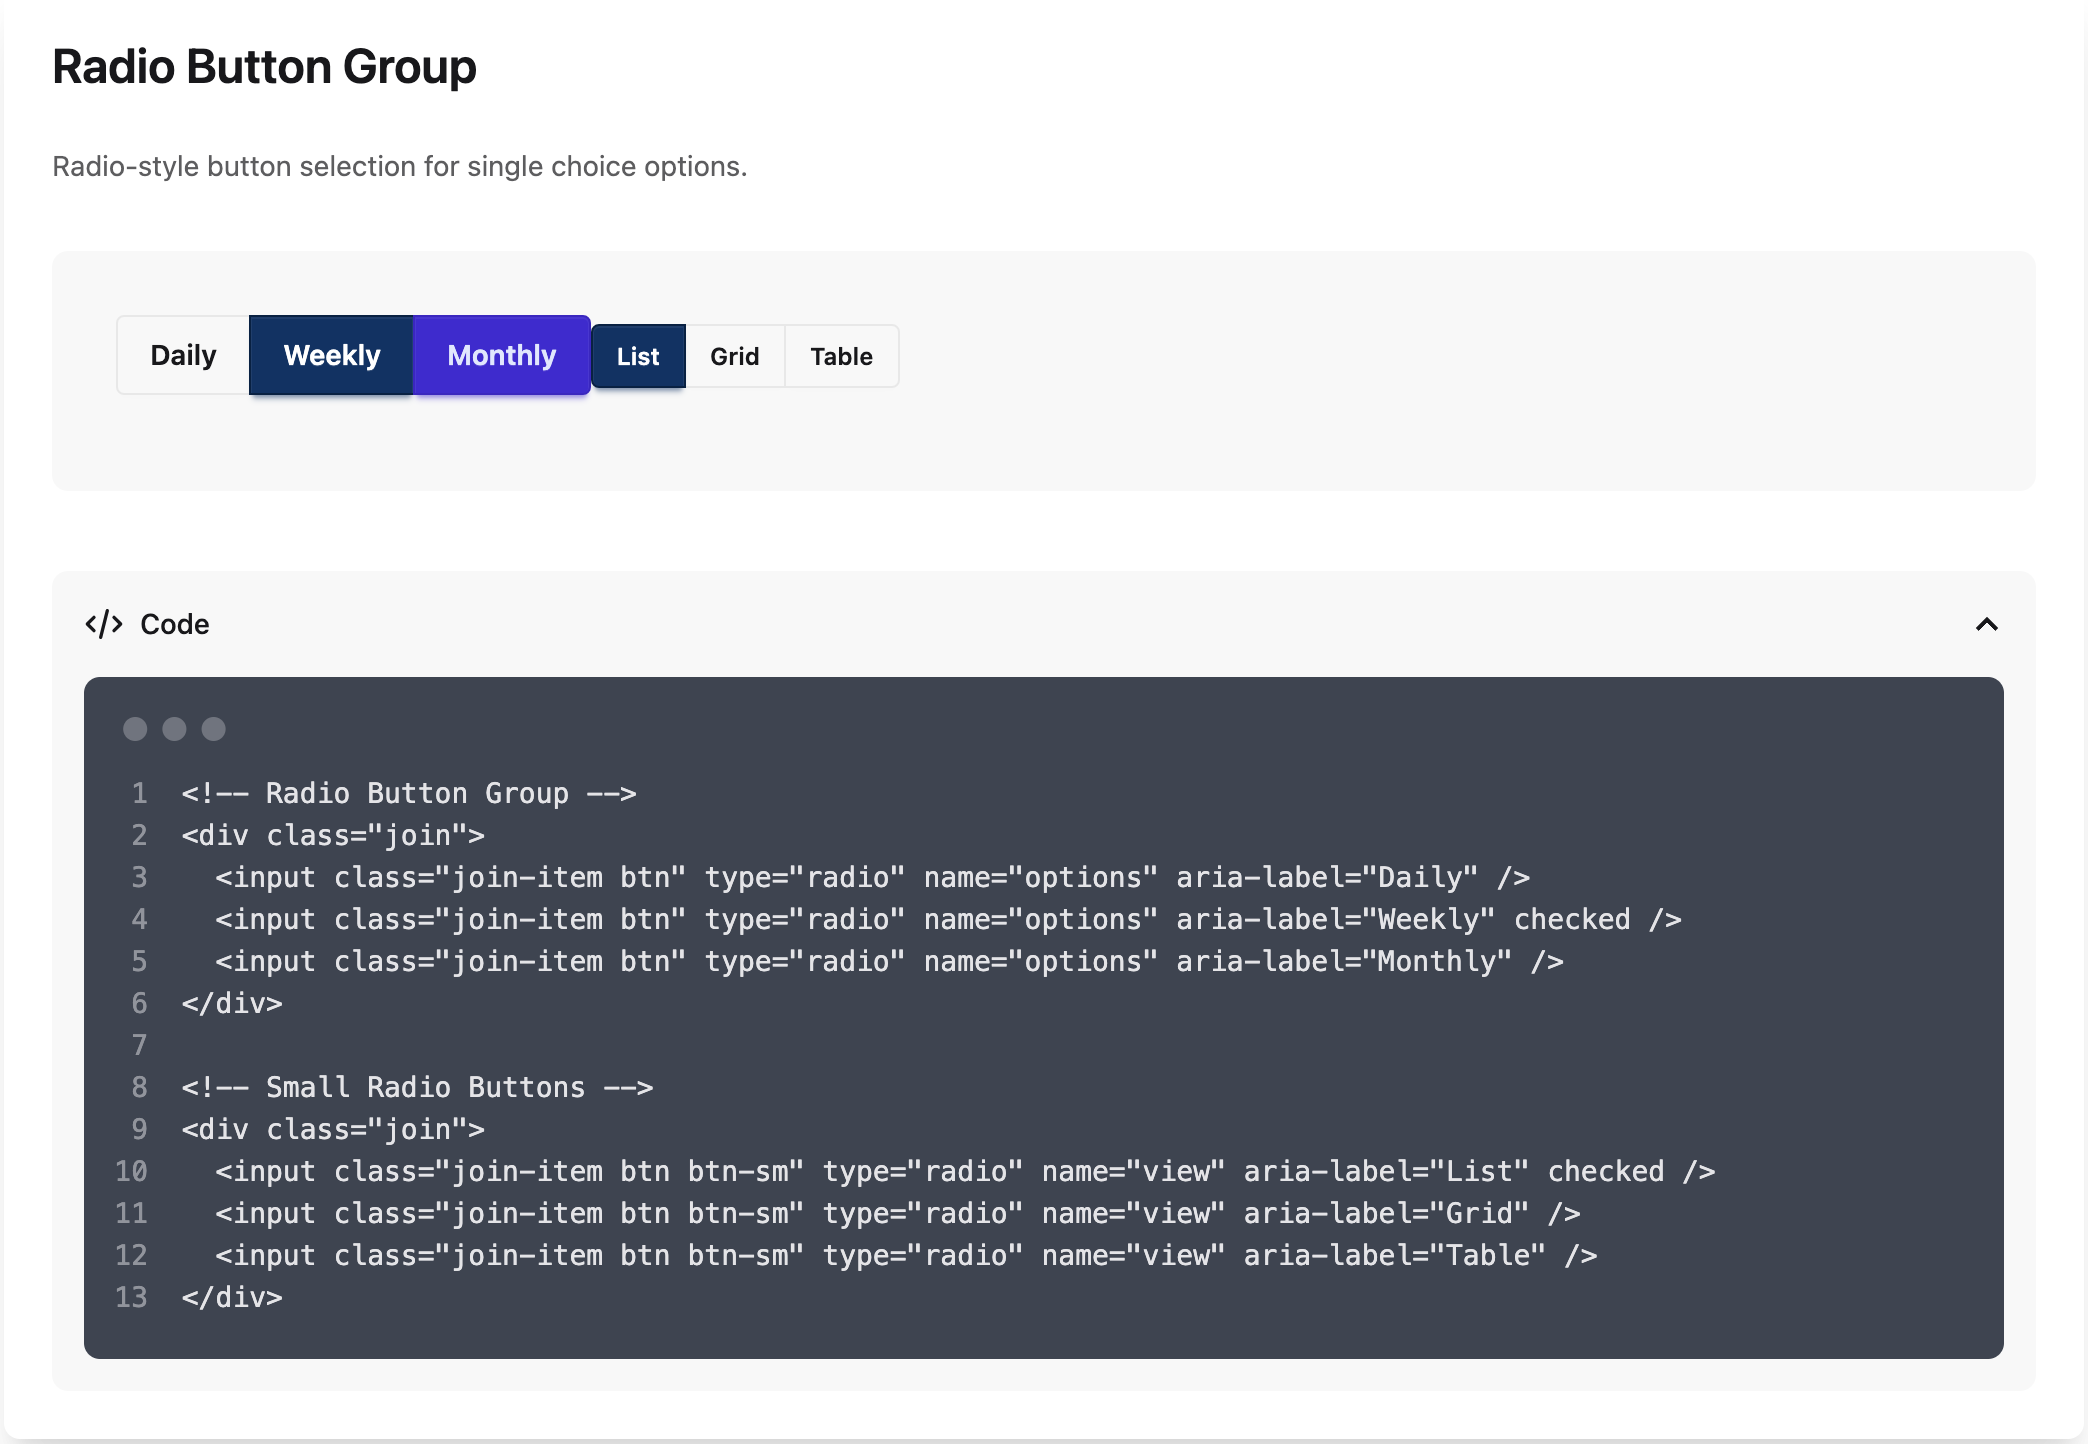 Radio Button Group
Radio-style button selection for single choice options.
Daily Weekly Monthly List Grid Table
</> Code
1 <!-- Radio Button Group -->
2 <div class="join">
3   <input class="join-item btn" type="radio" name="options" aria-label="Daily" />
4   <input class="join-item btn" type="radio" name="options" aria-label="Weekly" checked />
5   <input class="join-item btn" type="radio" name="options" aria-label="Monthly" />
6 </div>
7
8 <!-- Small Radio Buttons -->
9 <div class="join">
10   <input class="join-item btn btn-sm" type="radio" name="view" aria-label="List" checked />
11   <input class="join-item btn btn-sm" type="radio" name="view" aria-label="Grid" />
12   <input class="join-item btn btn-sm" type="radio" name="view" aria-label="Table" />
13 </div>